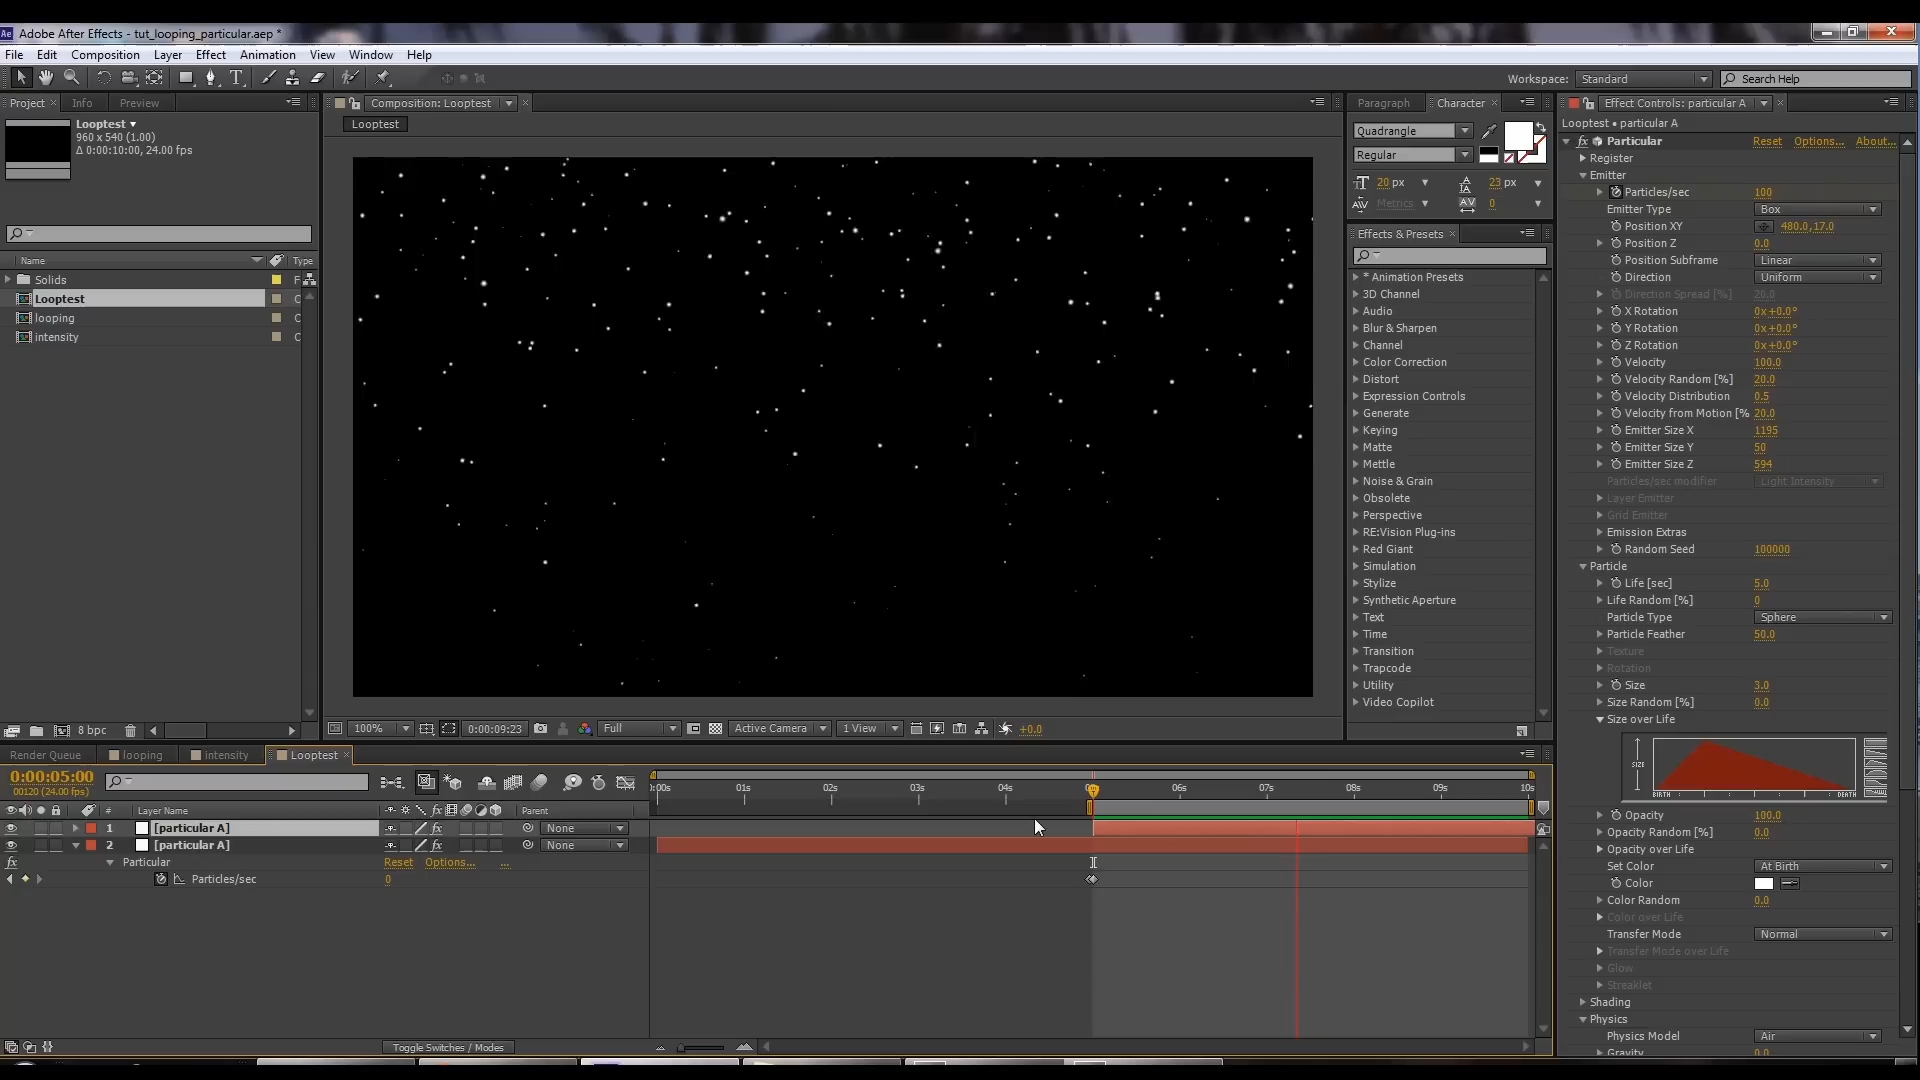 Adobe After Effects - tut_looping_particular.aep *
File Edit Composition Layer Effect Animation View Window Help
Workspace: Standard Search Help
Project Info Preview
Composition: Looptest
Paragraph Character
Effect Controls: particular A
Looptest
960 x 540 (1.00)
Δ 0:00:10:00, 24.00 fps
Looptest
Quadrangle
Regular
20 px 23 px
Metrics 0
Effects & Presets
* Animation Presets
3D Channel
Audio
Blur & Sharpen
Channel
Color Correction
Distort
Expression Controls
Generate
Keying
Matte
Mettle
Noise & Grain
Obsolete
Perspective
RE:Vision Plug-ins
Red Giant
Simulation
Stylize
Synthetic Aperture
Text
Time
Transition
Trapcode
Utility
Video Copilot
Looptest • particular A
Particular Reset Options... About...
Register
Emitter
Particles/sec 100
Emitter Type Box
Position XY 480.0,17.0
Position Z 0.0
Position Subframe Linear
Direction Uniform
Direction Spread [%] 20.0
X Rotation 0x+0.0°
Y Rotation 0x+0.0°
Z Rotation 0x+0.0°
Velocity 100.0
Velocity Random [%] 20.0
Velocity Distribution 0.5
Velocity from Motion [% 20.0
Emitter Size X 1195
Emitter Size Y 50
Emitter Size Z 594
Particles/sec modifier Light Intensity
Layer Emitter
Grid Emitter
Emission Extras
Random Seed 100000
Particle
Life [sec] 5.0
Life Random [%] 0
Particle Type Sphere
Particle Feather 50.0
Texture
Rotation
Size 3.0
Size Random [%] 0.0
Size over Life
SIZE
BIRTH DEATH
Opacity 100.0
Opacity Random [%] 0.0
Opacity over Life
Set Color At Birth
Color
Color Random 0.0
Color over Life
Transfer Mode Normal
Transfer Mode over Life
Glow
Streaklet
Shading
Physics
Physics Model Air
Gravity 0.0
Name Type
Solids F
Looptest C
looping C
intensity C
8 bpc
100% 0:00:09:23 Full Active Camera 1 View +0.0
Render Queue looping intensity Looptest
0:00:05:00
00120 (24.00 fps)
# Layer Name Parent
1 [particular A] None
2 [particular A] None
Particular Reset Options... ...
Particles/sec 0
:00s 01s 02s 03s 04s 06s 07s 08s 09s 10s
Toggle Switches / Modes